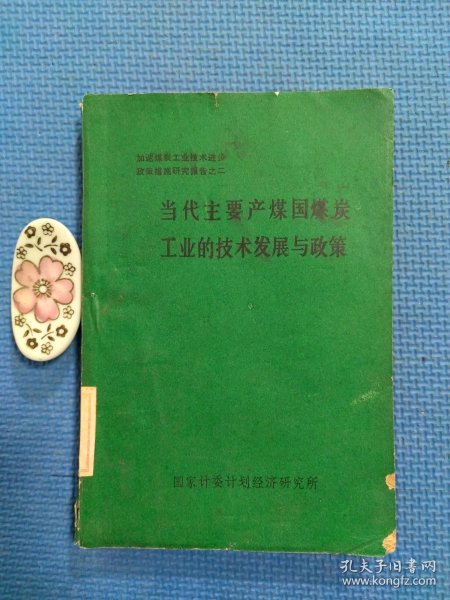 加速煤炭工业技术进步
政策措施研究报告之二
当代主要产煤国煤炭
工业的技术发展与政策
国家计委计划经济研究所
孔夫子旧书网
www.kongfz.com